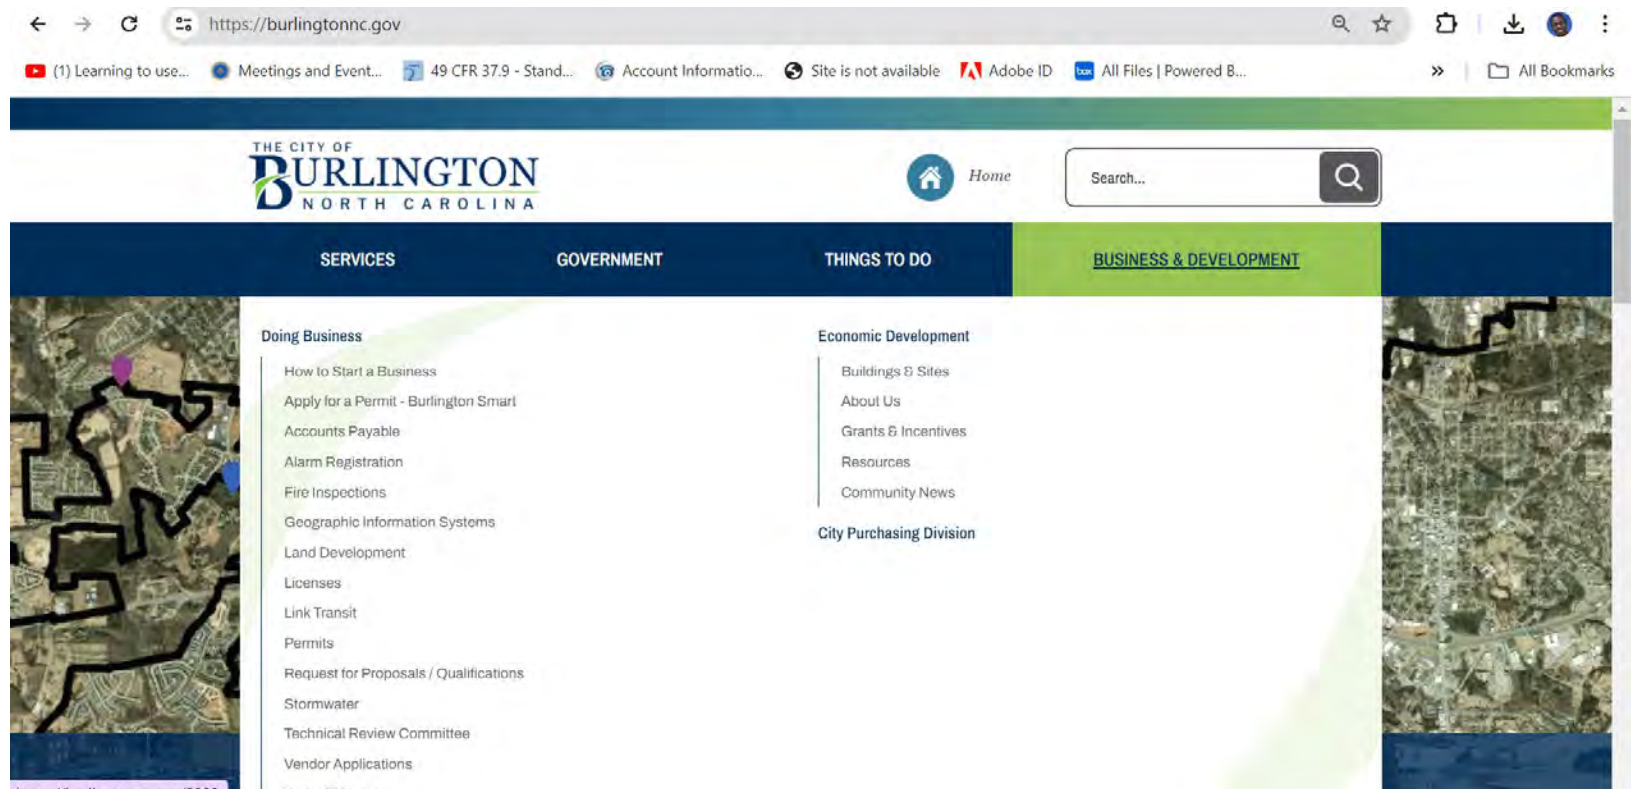 https://burlingtonnc.gov
(1) Learning to use...
Meetings and Event...
49 CFR 37.9 - Stand...
Account Informatio...
Site is not available
Adobe ID
box
All Files | Powered B...
»
All Bookmarks
THE CITY OF
BURLINGTON
NORTH CAROLINA
Home
Search...
SERVICES
GOVERNMENT
THINGS TO DO
BUSINESS & DEVELOPMENT
Doing Business
How to Start a Business
Apply for a Permit - Burlington Smart
Accounts Payable
Alarm Registration
Fire Inspections
Geographic Information Systems
Land Development
Licenses
Link Transit
Permits
Request for Proposals / Qualifications
Stormwater
Technical Review Committee
Vendor Applications
Economic Development
Buildings & Sites
About Us
Grants & Incentives
Resources
Community News
City Purchasing Division